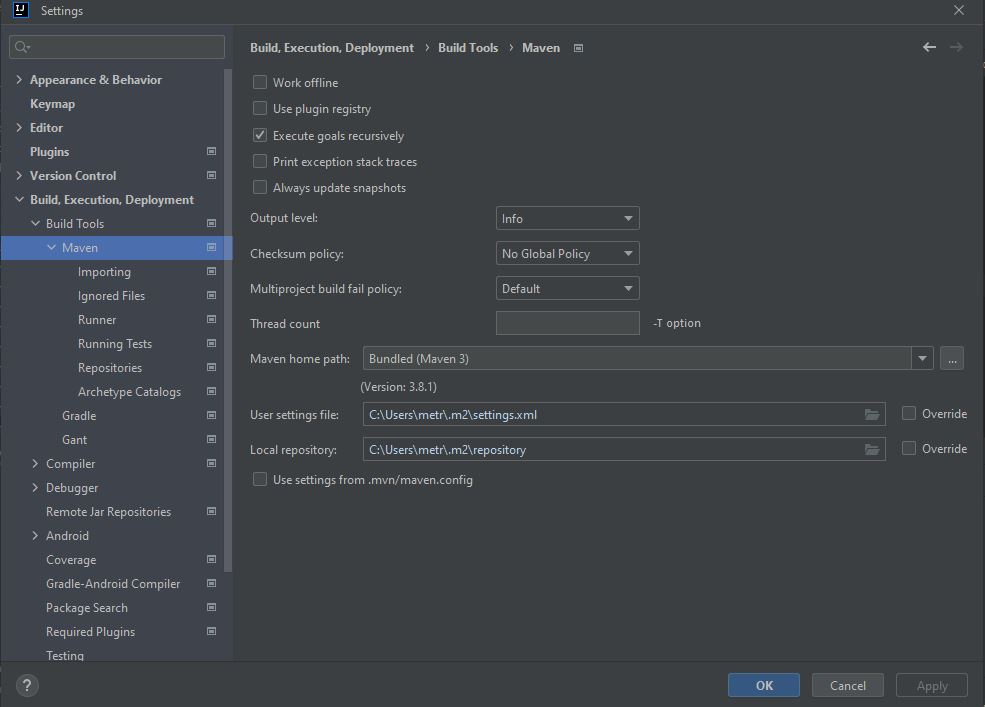 IJ
Settings
Appearance & Behavior
Keymap
Editor
Plugins
Version Control
Build, Execution, Deployment
Build Tools
Maven
Importing
Ignored Files
Runner
Running Tests
Repositories
Archetype Catalogs
Gradle
Gant
Compiler
Debugger
Remote Jar Repositories
Android
Coverage
Gradle-Android Compiler
Package Search
Required Plugins
Testing
Build, Execution, Deployment › Build Tools › Maven
Work offline
Use plugin registry
Execute goals recursively
Print exception stack traces
Always update snapshots
Output level: Info
Checksum policy: No Global Policy
Multiproject build fail policy: Default
Thread count -T option
Maven home path: Bundled (Maven 3) ...
(Version: 3.8.1)
User settings file: C:\Users\metr\.m2\settings.xml Override
Local repository: C:\Users\metr\.m2\repository Override
Use settings from .mvn/maven.config
? OK Cancel Apply